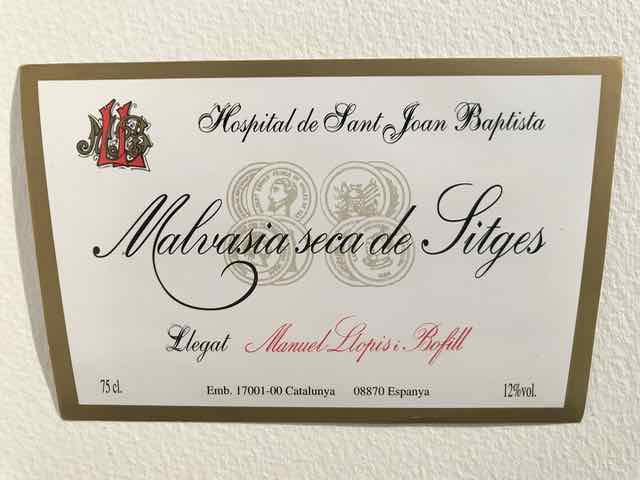 Hospital de Sant Joan Baptista
Malvasia seca de Sitges
Llegat Manuel Llopis i Bofill
75 cl. Emb. 17001-00 Catalunya 08870 Espanya 12%vol.